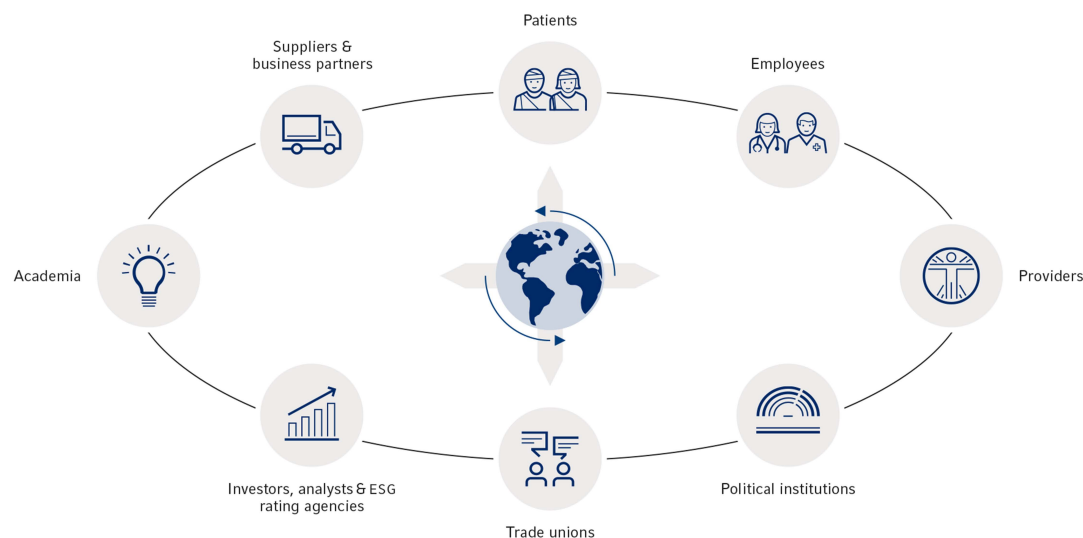 Patients
Suppliers &
business partners
Employees
Academia
Providers
Investors, analysts & ESG
rating agencies
Political institutions
Trade unions